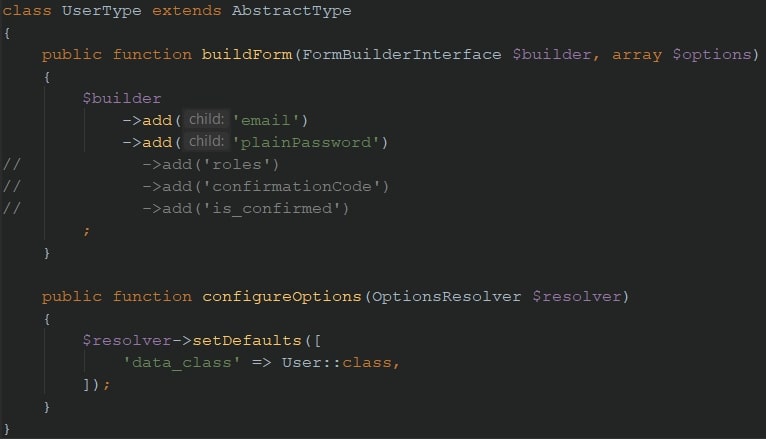 class UserType extends AbstractType
{
    public function buildForm(FormBuilderInterface $builder, array $options)
    {
        $builder
            ->add( child: 'email')
            ->add( child: 'plainPassword')
//            ->add('roles')
//            ->add('confirmationCode')
//            ->add('is_confirmed')
        ;
    }

    public function configureOptions(OptionsResolver $resolver)
    {
        $resolver->setDefaults([
            'data_class' => User::class,
        ]);
    }
}